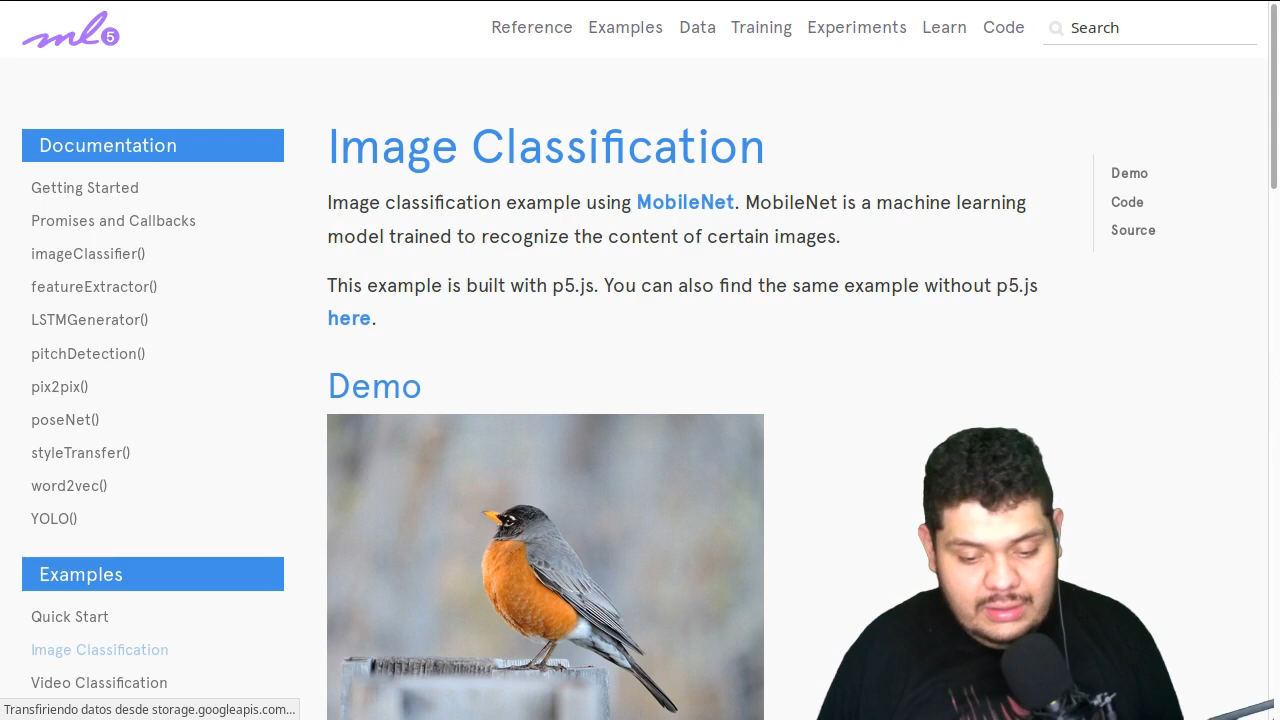 ml5
Reference Examples Data Training Experiments Learn Code Search
Documentation
Getting Started
Promises and Callbacks
imageClassifier()
featureExtractor()
LSTMGenerator()
pitchDetection()
pix2pix()
poseNet()
styleTransfer()
word2vec()
YOLO()
Examples
Quick Start
Image Classification
Video Classification
Image Classification
Image classification example using MobileNet. MobileNet is a machine learning
model trained to recognize the content of certain images.
This example is built with p5.js. You can also find the same example without p5.js
here.
Demo
Demo
Code
Source
Transfiriendo datos desde storage.googleapis.com...